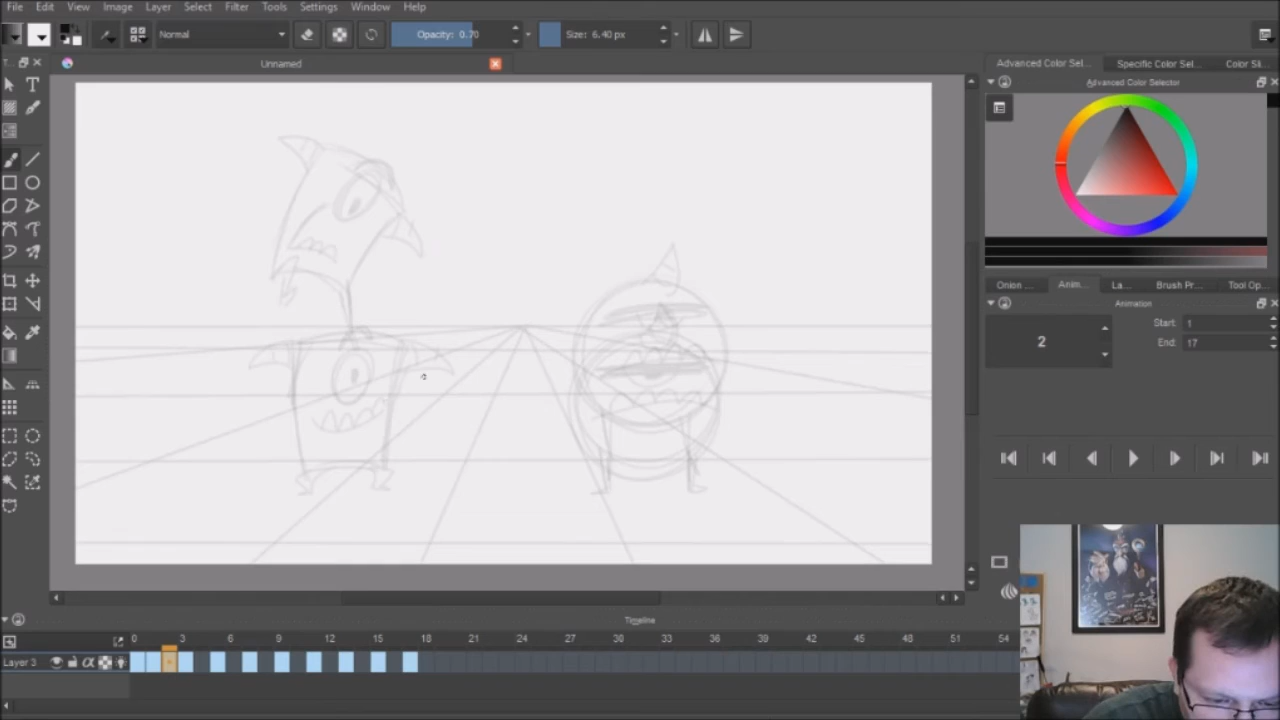 File Edit View Image Layer Select Filter Tools Settings Window Help
Normal
Opacity: 0.70
Size: 6.40 px
T...
Unnamed
Advanced Color Sel...
Specific Color Sel...
Color Sli...
Advanced Color Selector
Onion ...
Anim...
La...
Brush Pr...
Tool Op...
Animation
2
Start: 1
End: 17
Timeline
0 3 6 9 12 15 18 21 24 27 30 33 36 39 42 45 48 51 54
Layer 3